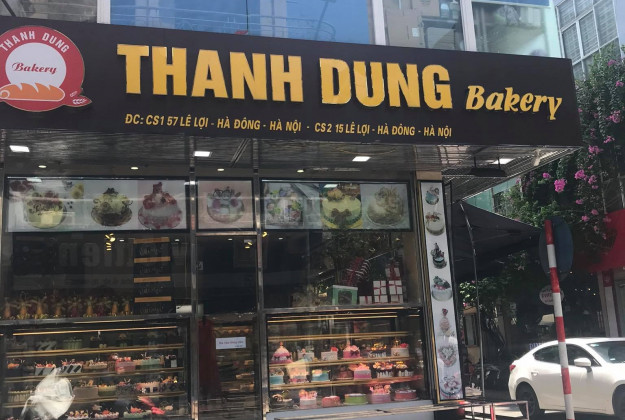 THANH DUNG
Bakery
THANH DUNG Bakery
DC: CS1 57 LÊ LỢI - HÀ ĐÔNG - HÀ NỘI - CS2 15 LÊ LỢI - HÀ ĐÔNG - HÀ NỘI